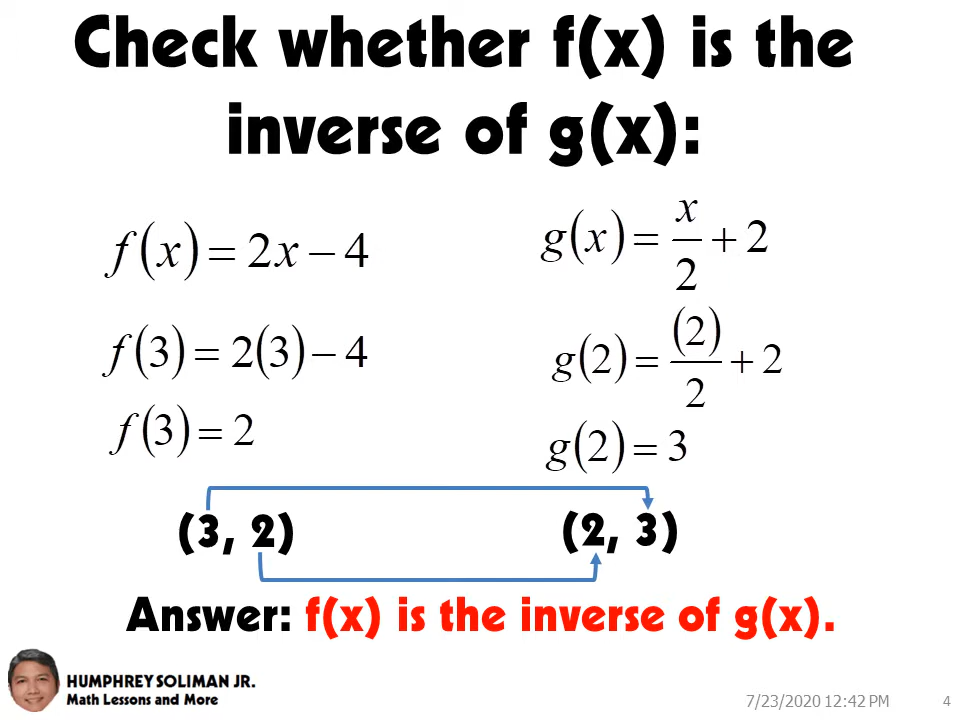 Check whether f(x) is the
inverse of g(x):
f(x) = 2x − 4
g(x) = x/2 + 2
f(3) = 2(3) − 4
g(2) = (2)/2 + 2
f(3) = 2
g(2) = 3
(3, 2)
(2, 3)
Answer: f(x) is the inverse of g(x).
HUMPHREY SOLIMAN JR.
Math Lessons and More
7/23/2020 12:42 PM
4